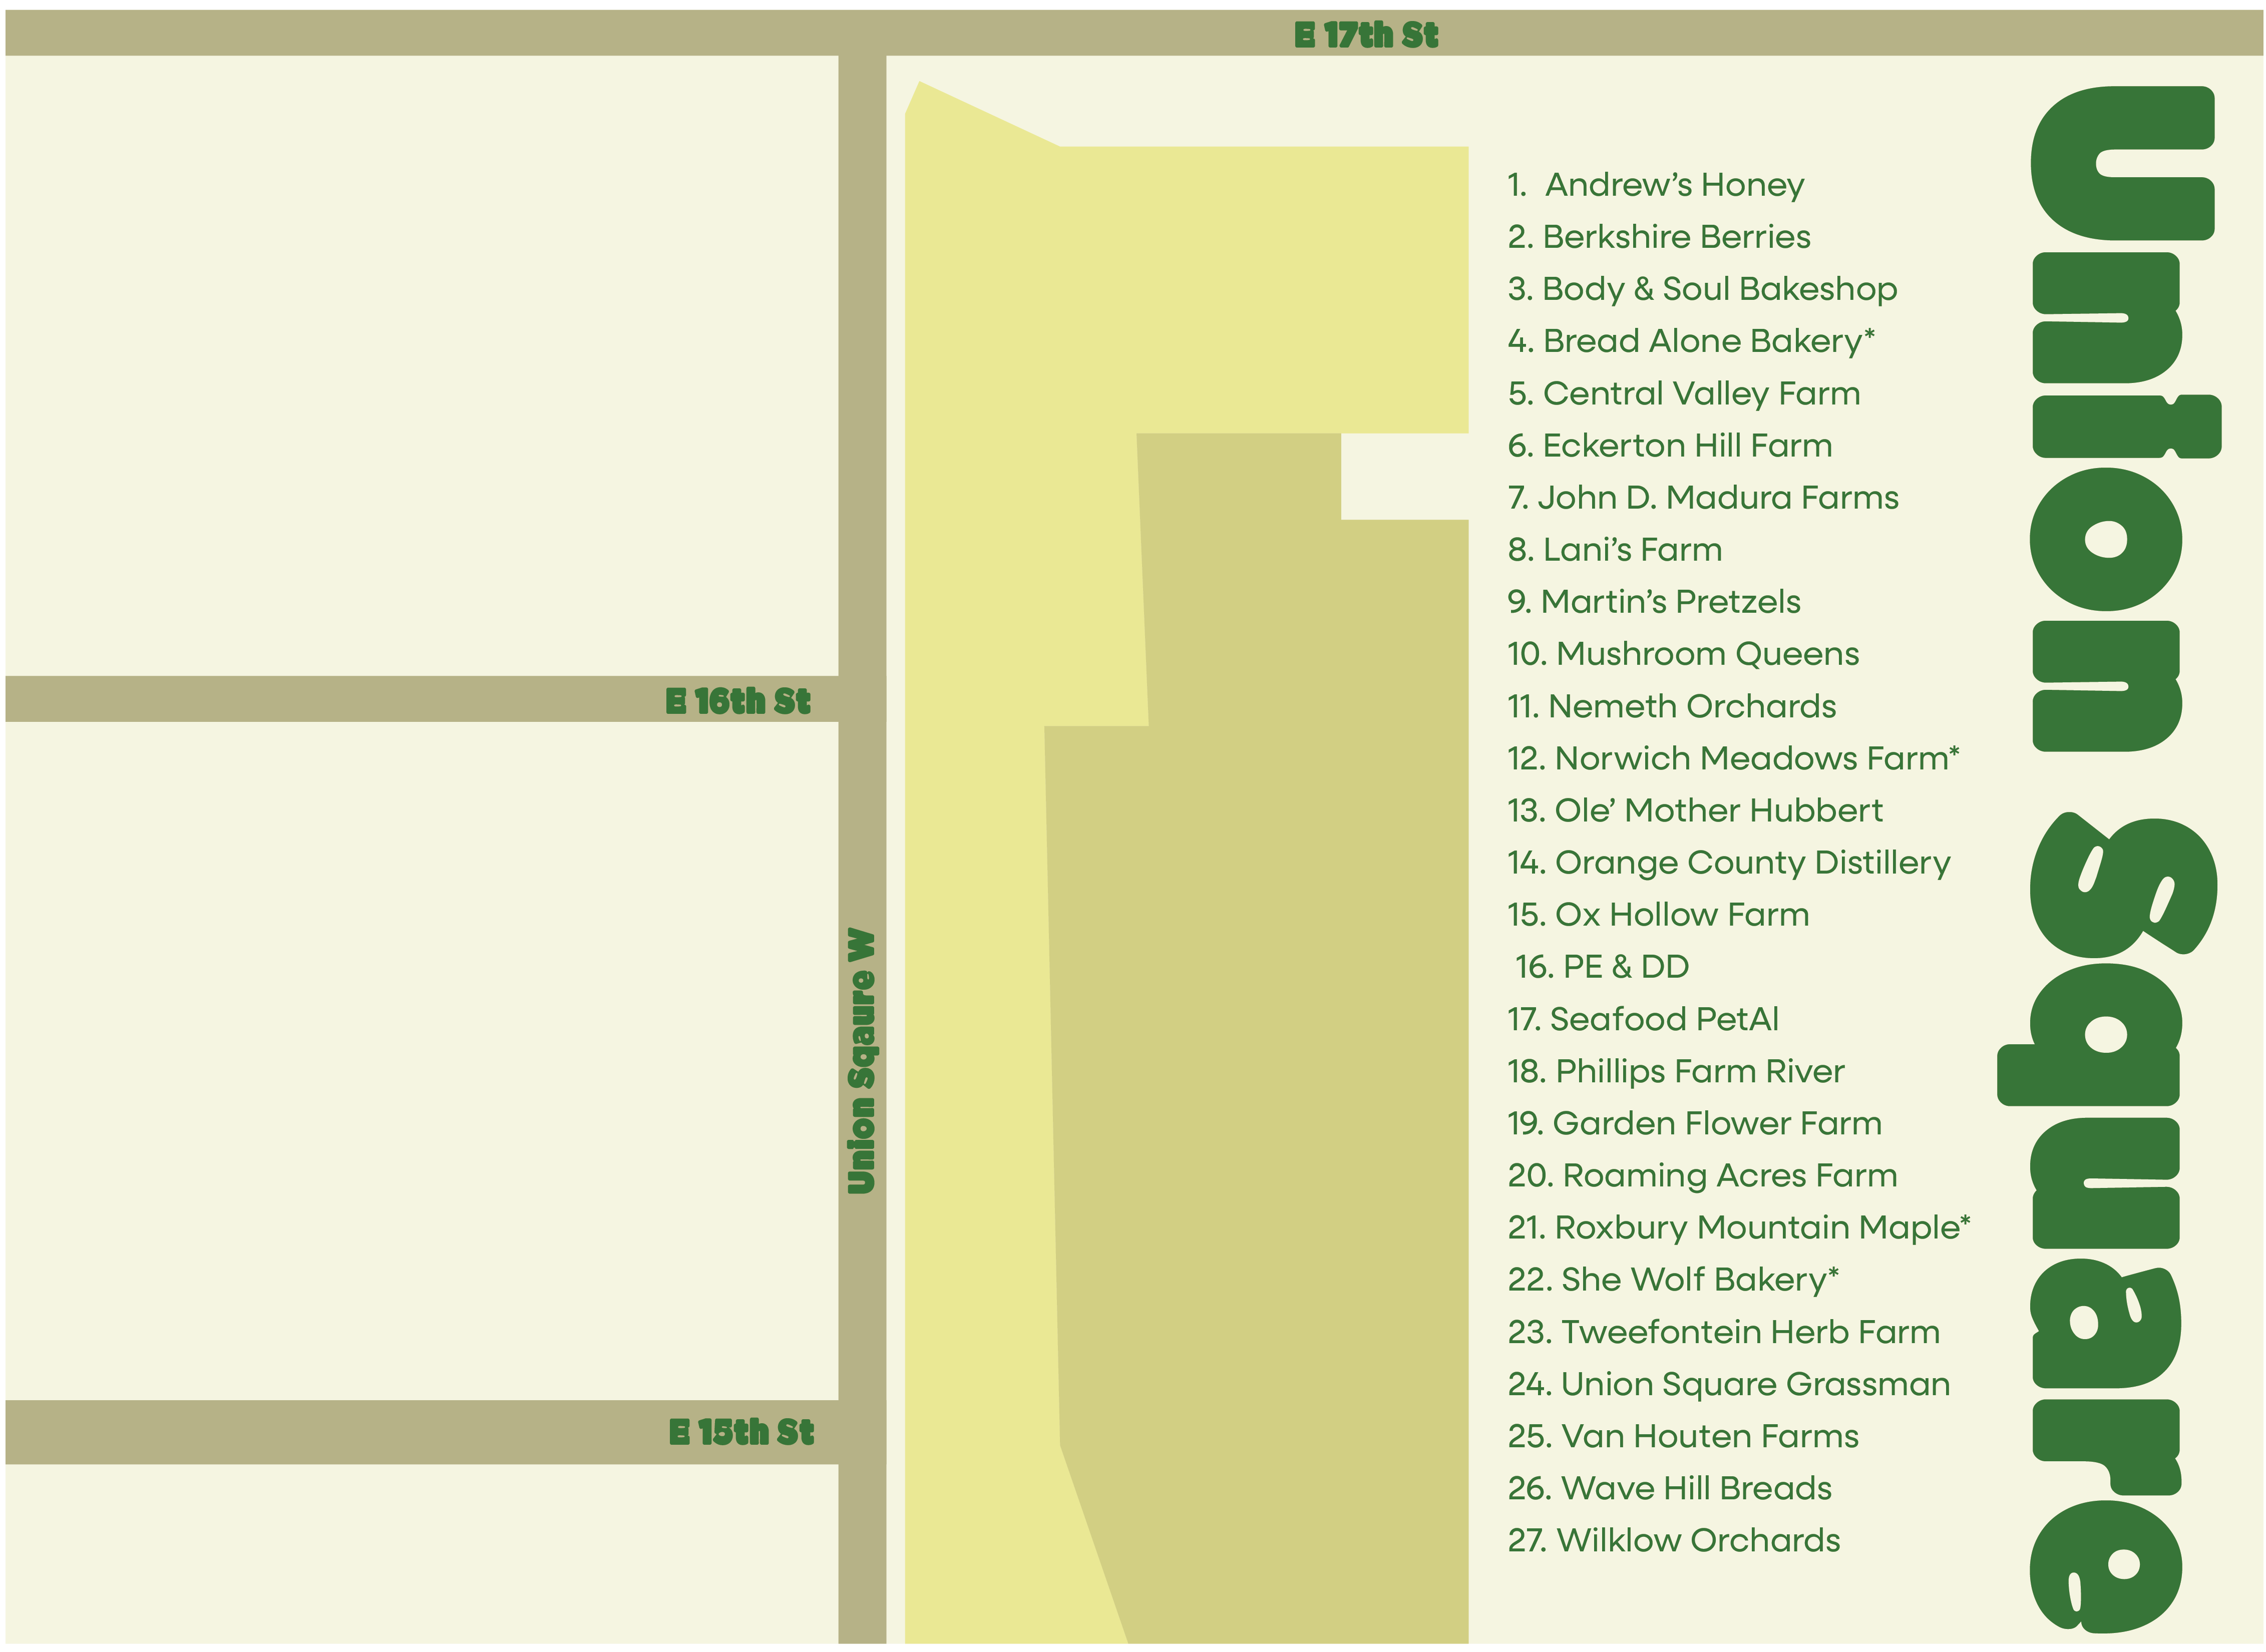 E 17th St
E 16th St
Union Sqaure W
E 15th St
1. Andrew’s Honey
2. Berkshire Berries
3. Body & Soul Bakeshop
4. Bread Alone Bakery*
5. Central Valley Farm
6. Eckerton Hill Farm
7. John D. Madura Farms
8. Lani’s Farm
9. Martin’s Pretzels
10. Mushroom Queens
11. Nemeth Orchards
12. Norwich Meadows Farm*
13. Ole’ Mother Hubbert
14. Orange County Distillery
15. Ox Hollow Farm
16. PE & DD
17. Seafood PetAl
18. Phillips Farm River
19. Garden Flower Farm
20. Roaming Acres Farm
21. Roxbury Mountain Maple*
22. She Wolf Bakery*
23. Tweefontein Herb Farm
24. Union Square Grassman
25. Van Houten Farms
26. Wave Hill Breads
27. Wilklow Orchards
Union Square